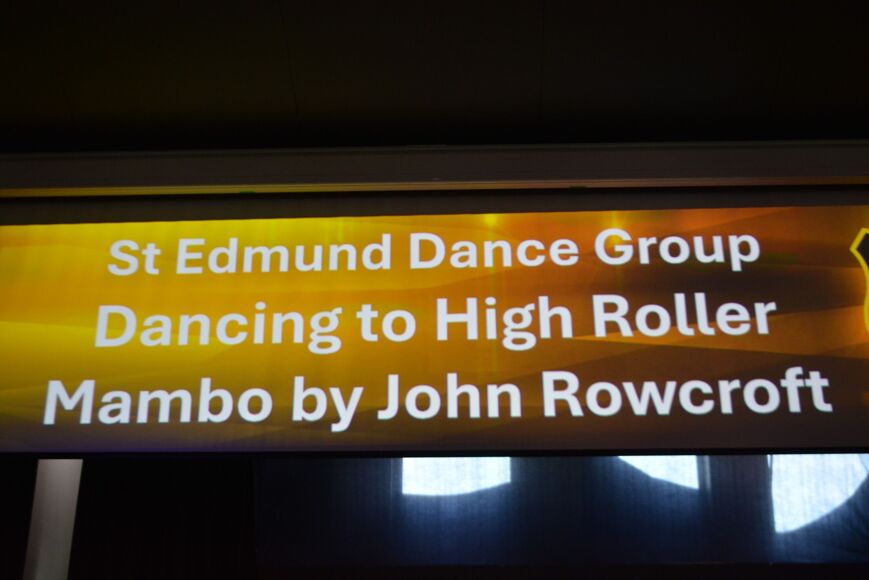 St Edmund Dance Group
Dancing to High Roller
Mambo by John Rowcroft